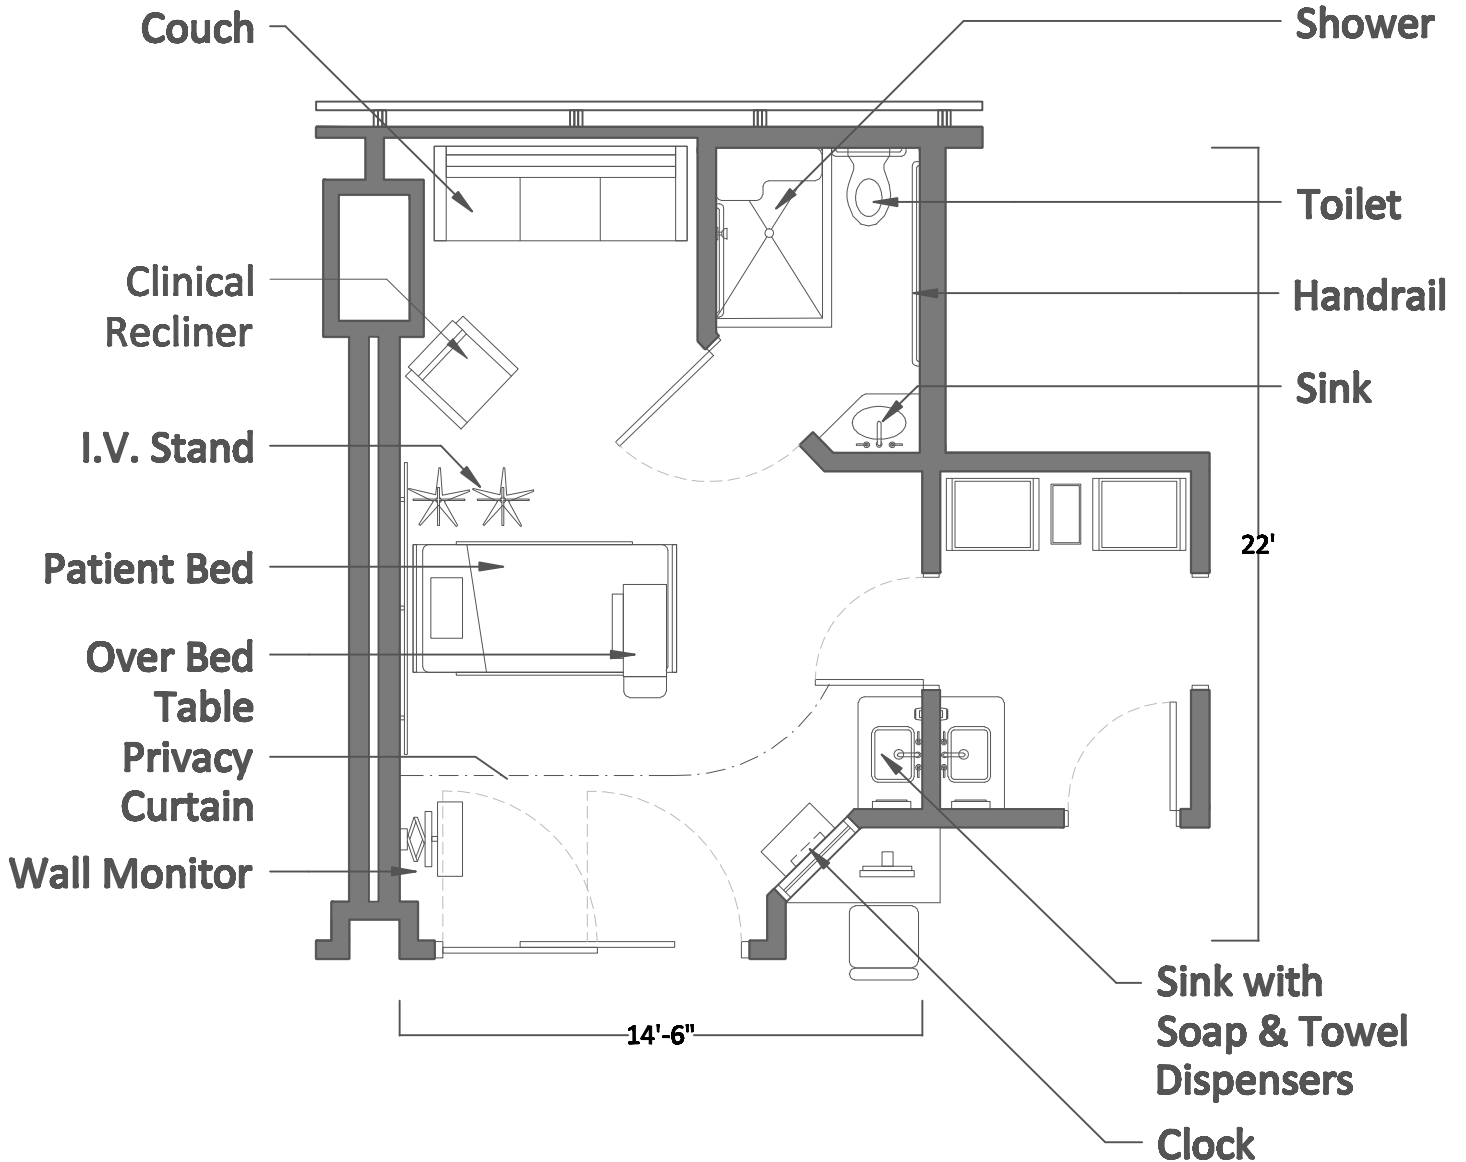 Couch
Shower
Toilet
Clinical
Recliner
Handrail
Sink
I.V. Stand
22'
Patient Bed
Over Bed
Table
Privacy
Curtain
Wall Monitor
Sink with
Soap & Towel
Dispensers
14'-6"
Clock